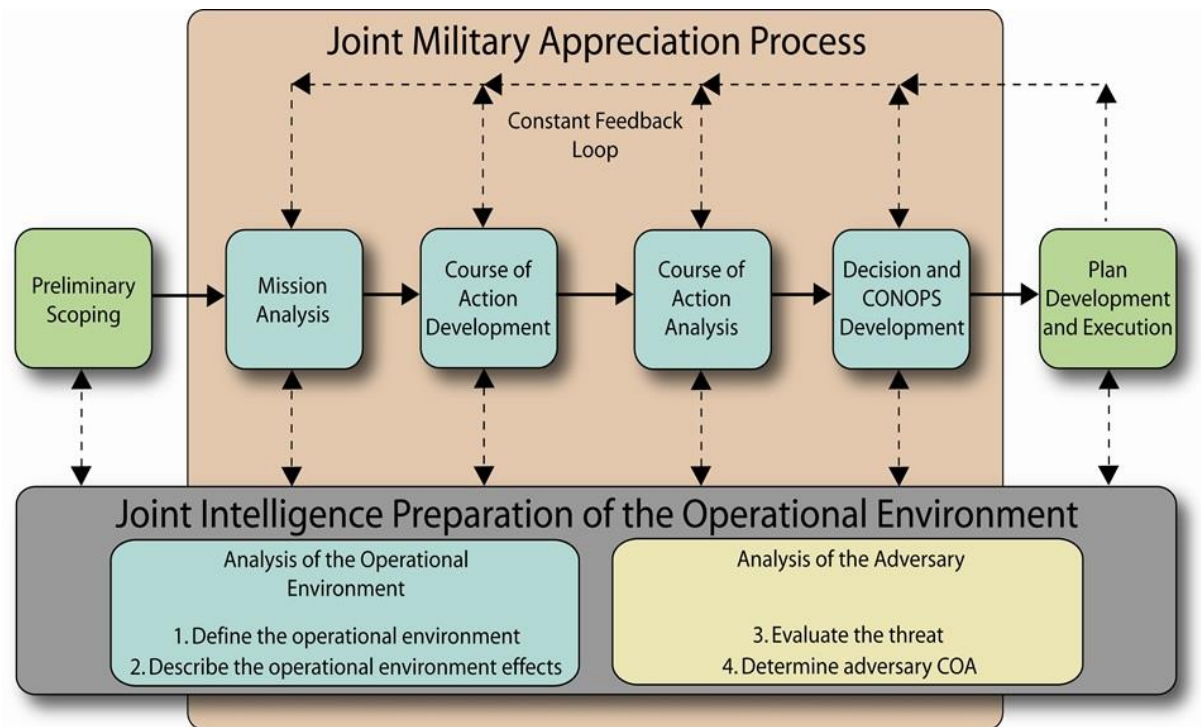 Joint Military Appreciation Process
Constant Feedback
Loop
Preliminary
Scoping
Mission
Analysis
Course of
Action
Development
Course of
Action
Analysis
Decision and
CONOPS
Development
Plan
Development
and Execution
Joint Intelligence Preparation of the Operational Environment
Analysis of the Operational
Environment
1. Define the operational environment
2. Describe the operational environment effects
Analysis of the Adversary
3. Evaluate the threat
4. Determine adversary COA